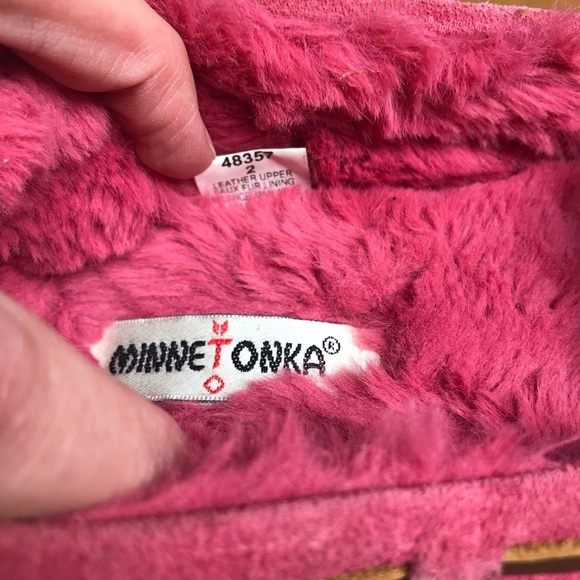 48357
2
LEATHER UPPER
FAUX FUR LINING
MINNETONKA®